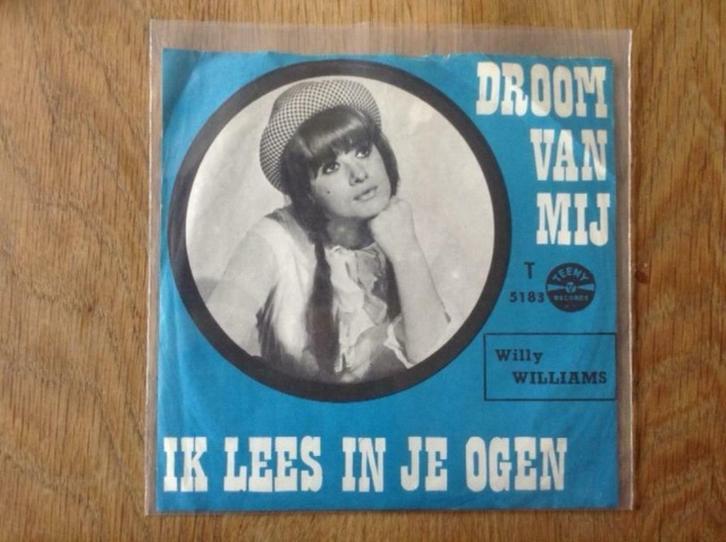 DROOM
VAN
MIJ
T
5183
TEENY
RECORDS
Willy
WILLIAMS
IK LEES IN JE OGEN